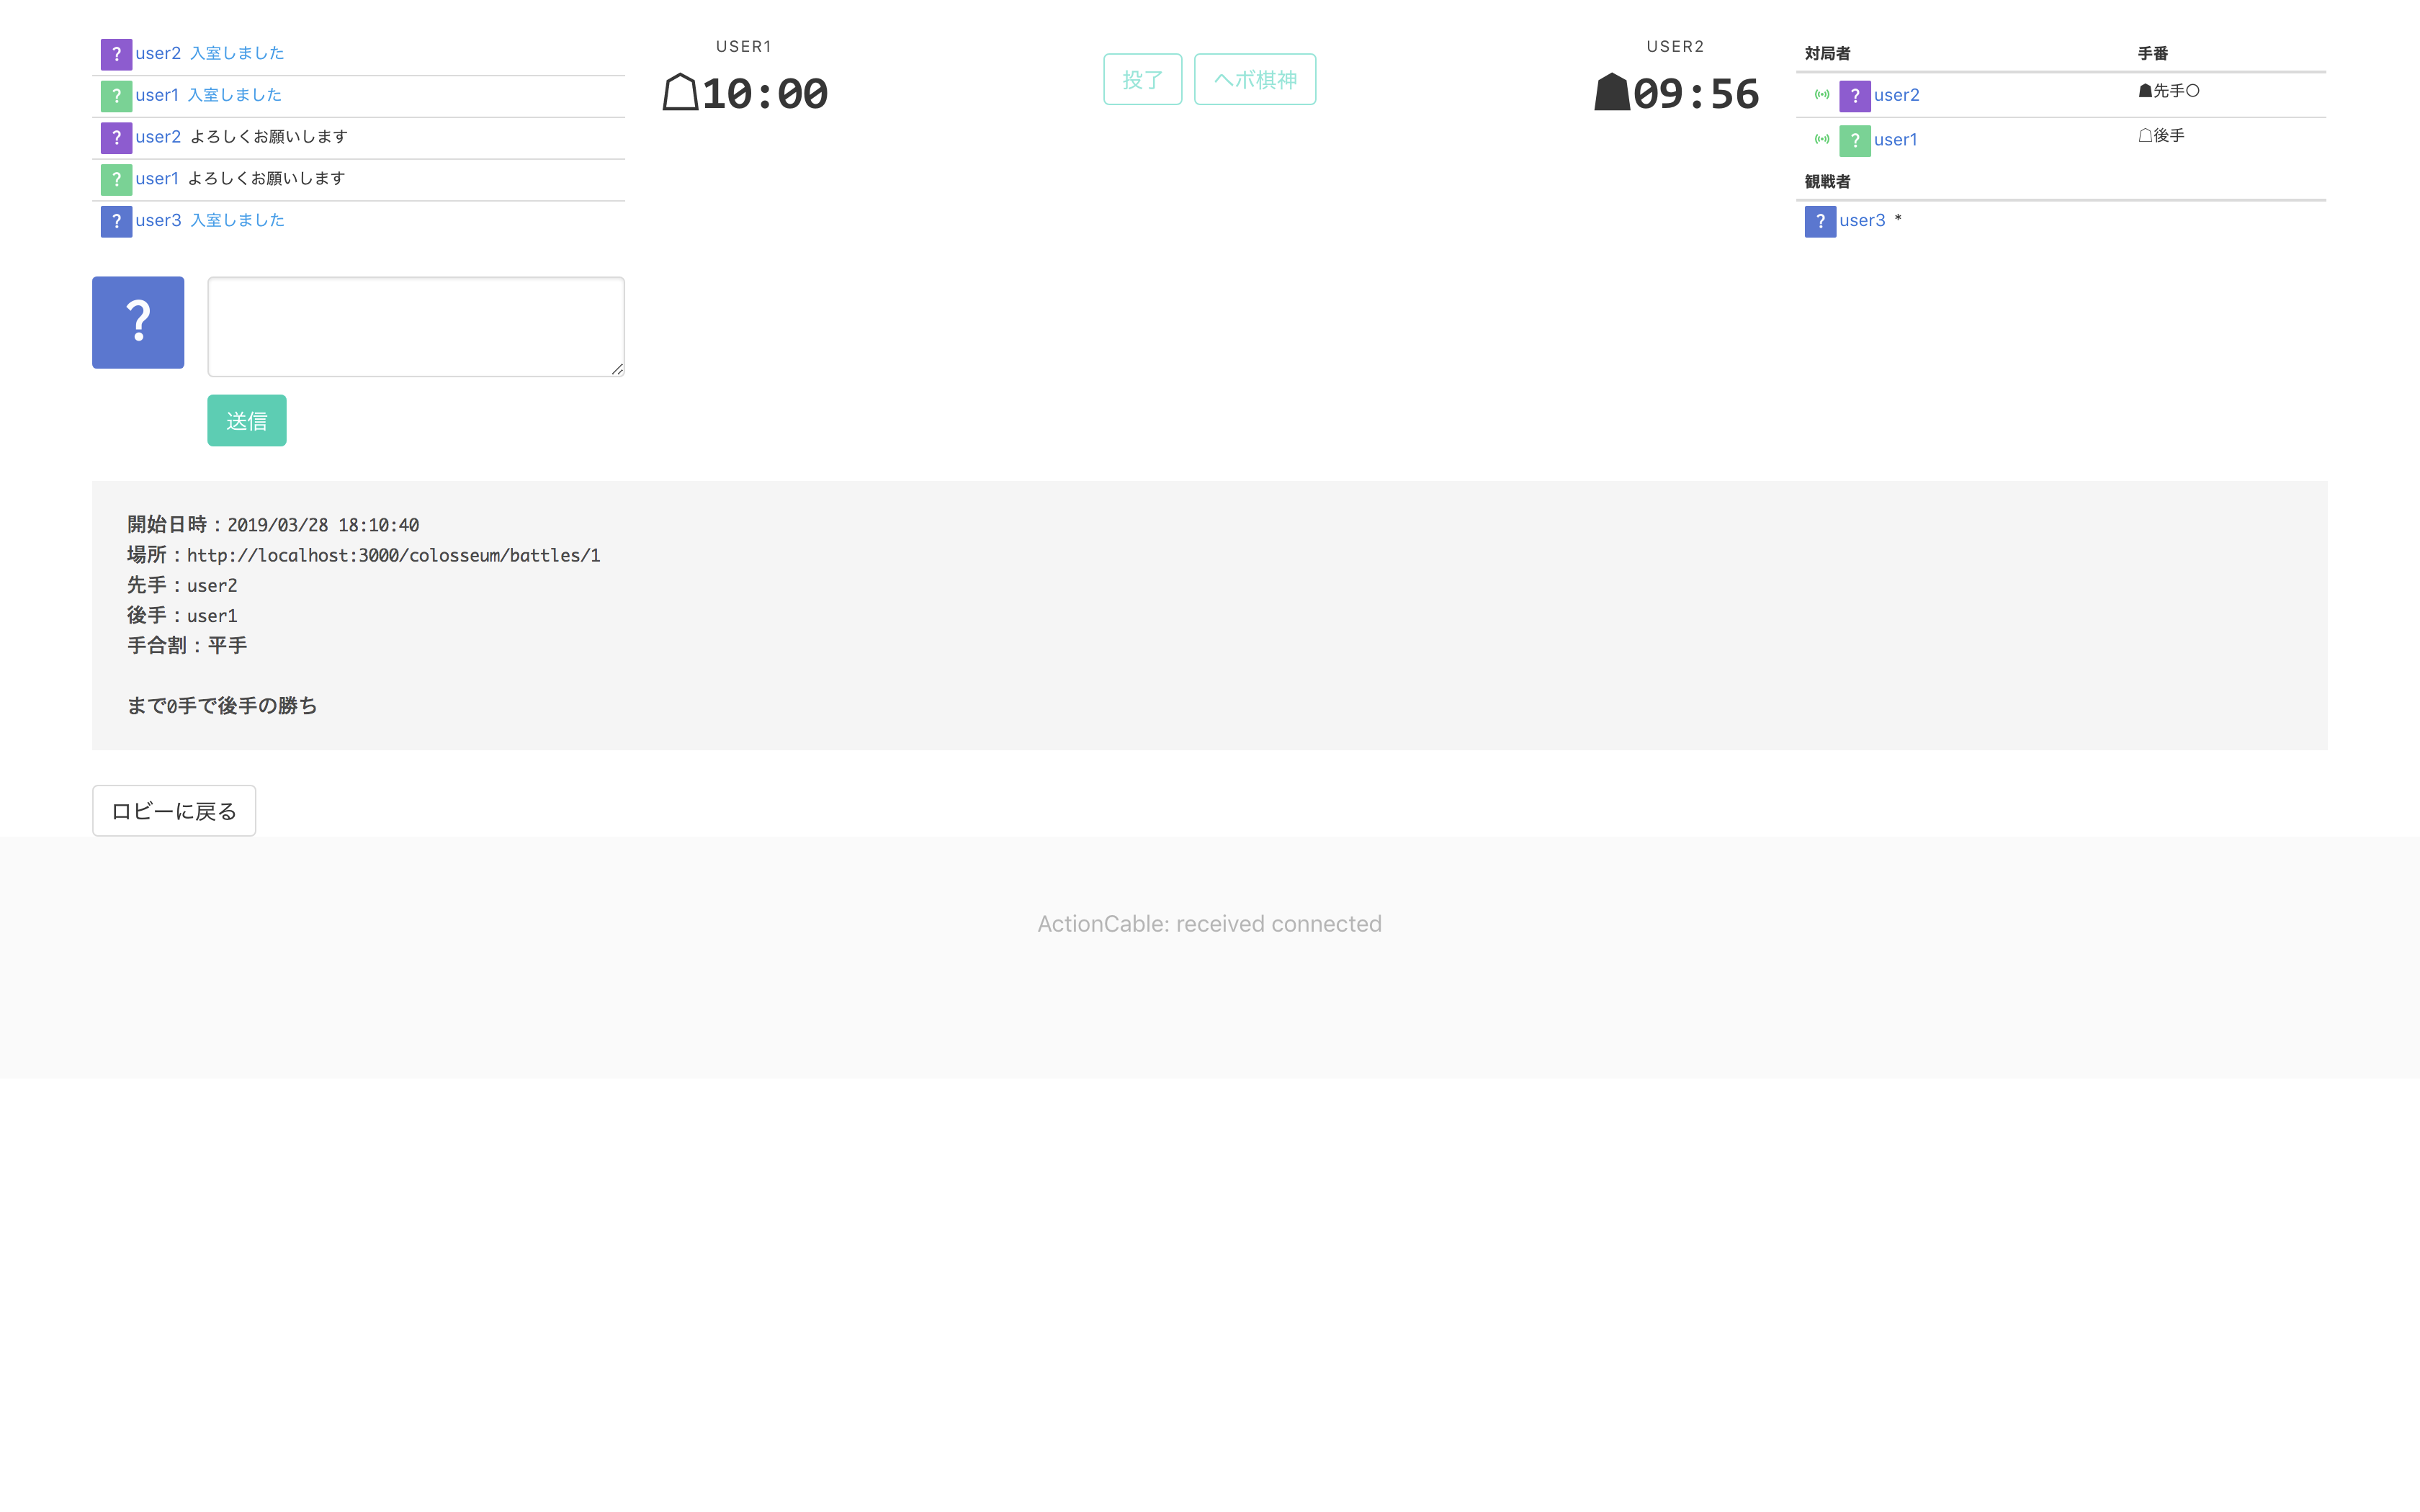 ? user2 入室しました
? user1 入室しました
? user2 よろしくお願いします
? user1 よろしくお願いします
? user3 入室しました
?
送信
USER1
☖10:00
投了 ヘボ棋神
USER2
☗09:56
対局者 手番
? user2 ☗先手○
? user1 ☖後手
観戦者
? user3 *
開始日時：2019/03/28 18:10:40
場所：http://localhost:3000/colosseum/battles/1
先手：user2
後手：user1
手合割：平手
まで0手で後手の勝ち
ロビーに戻る
ActionCable: received connected